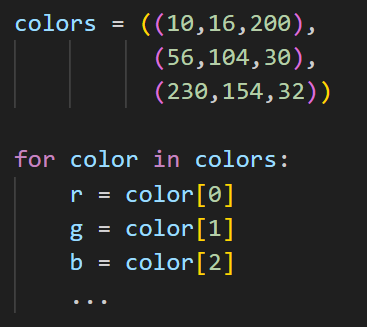 colors = ((10,16,200),
          (56,104,30),
          (230,154,32))

for color in colors:
    r = color[0]
    g = color[1]
    b = color[2]
    ...